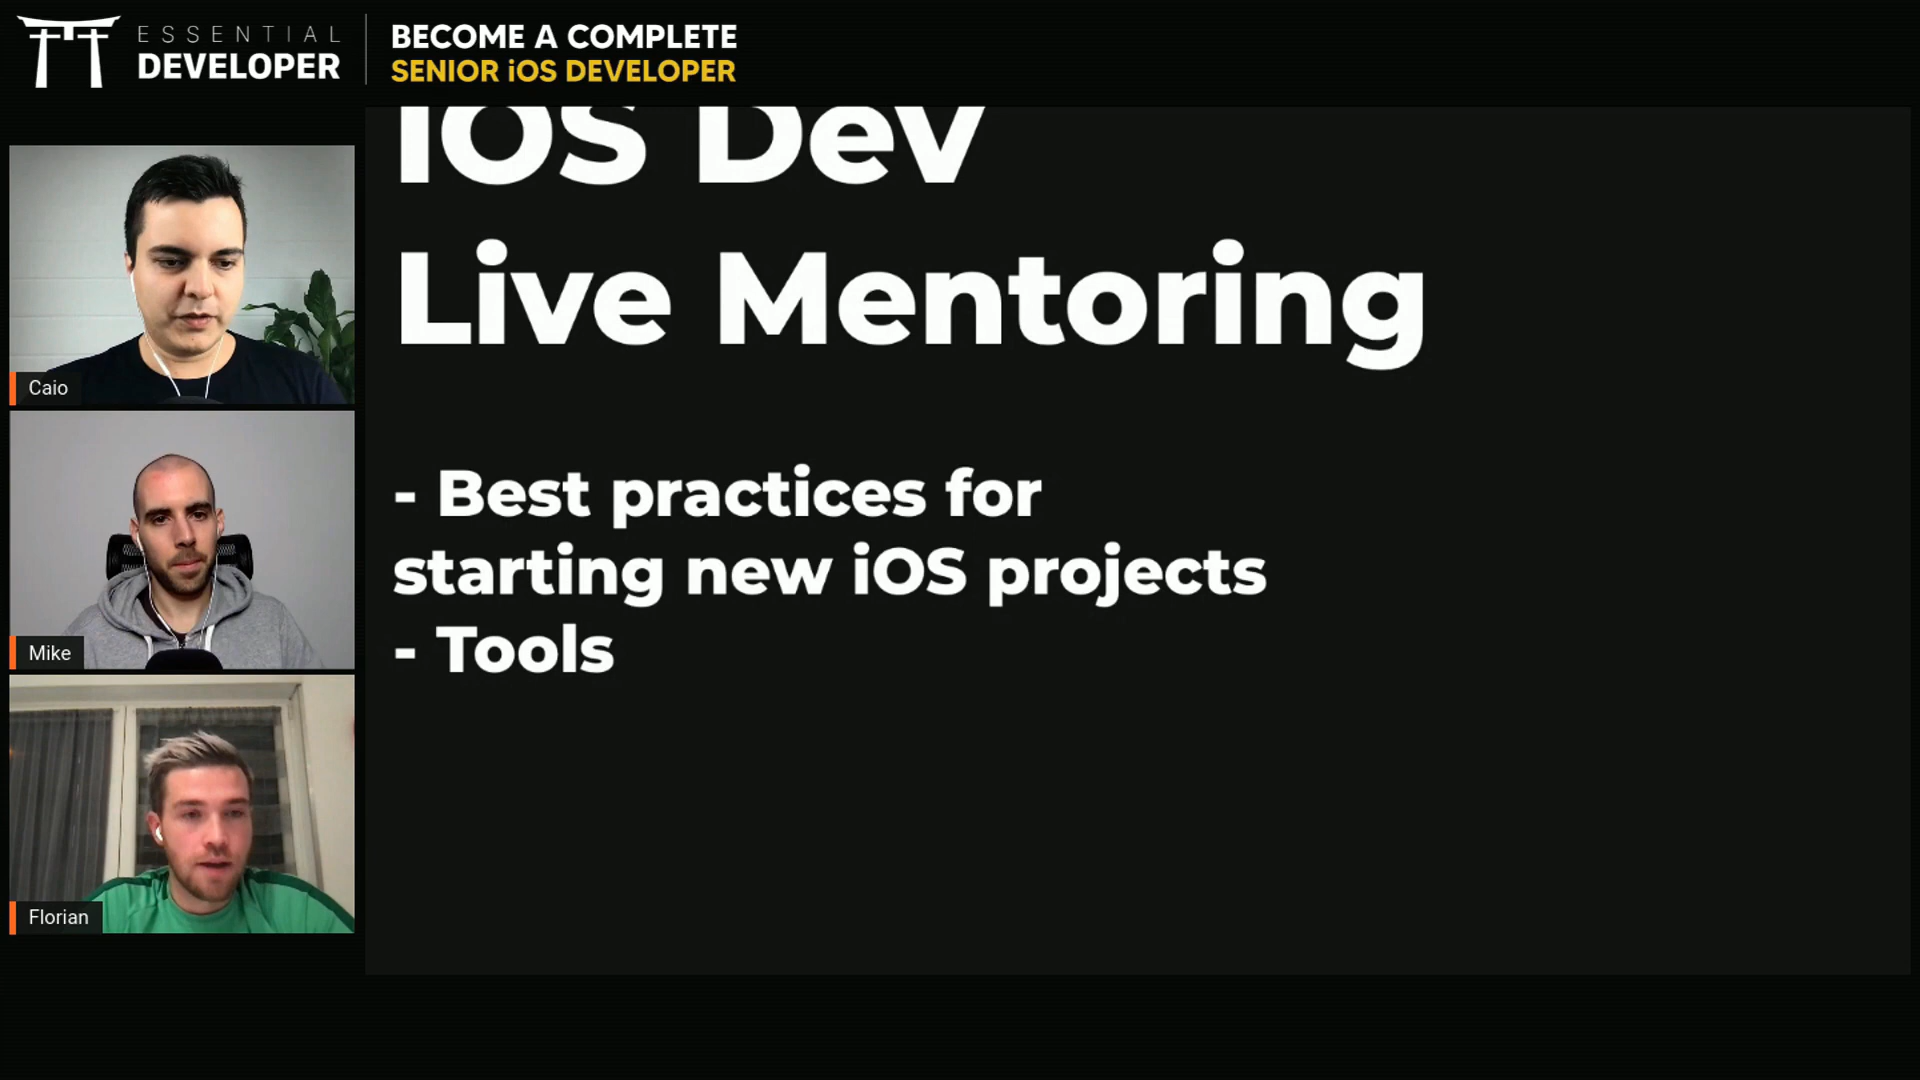 ESSENTIAL
DEVELOPER
BECOME A COMPLETE
SENIOR iOS DEVELOPER
iOS Dev
Live Mentoring
- Best practices for
starting new iOS projects
- Tools
Caio
Mike
Florian